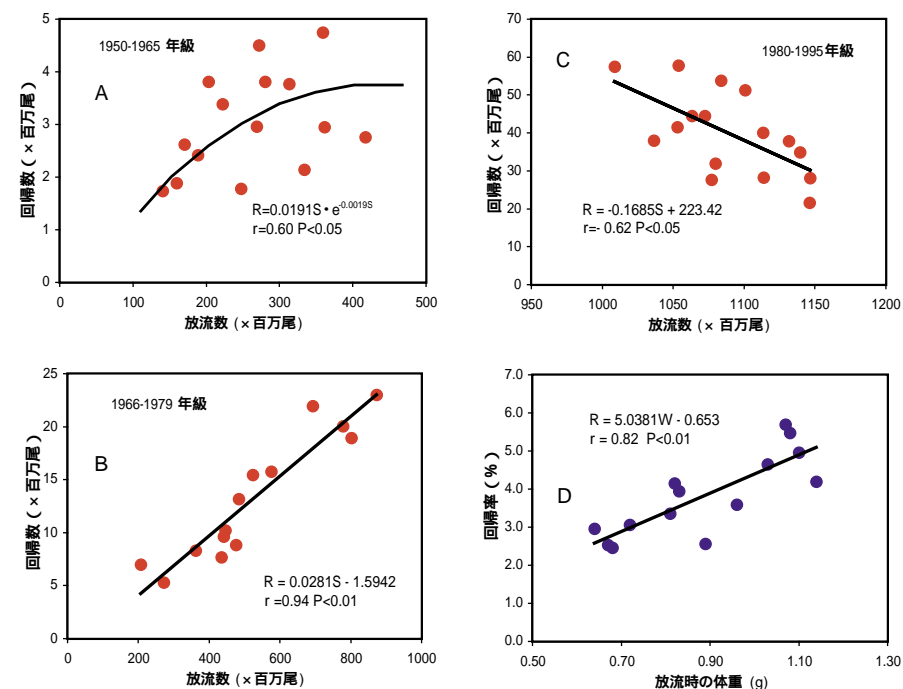 1950-1965 年級
A
R=0.0191S・e-0.0019S
r=0.60 P<0.05
回帰数（×百万尾）
5
4
3
2
1
0
0 100 200 300 400 500
放流数 (×百万尾)
1980-1995年級
C
R = -0.1685S + 223.42
r=- 0.62 P<0.05
回帰数（×百万尾）
70
60
50
40
30
20
10
0
950 1000 1050 1100 1150 1200
放流数 (× 百万尾)
1966-1979 年級
B
R = 0.0281S - 1.5942
r =0.94 P<0.01
回帰数（×百万尾）
25
20
15
10
5
0
0 200 400 600 800 1000
放流数 (×百万尾)
R = 5.0381W - 0.653
r = 0.82 P<0.01
D
回帰率（%）
7.0
6.0
5.0
4.0
3.0
2.0
1.0
0.0
0.50 0.70 0.90 1.10 1.30
放流時の体重 (g)